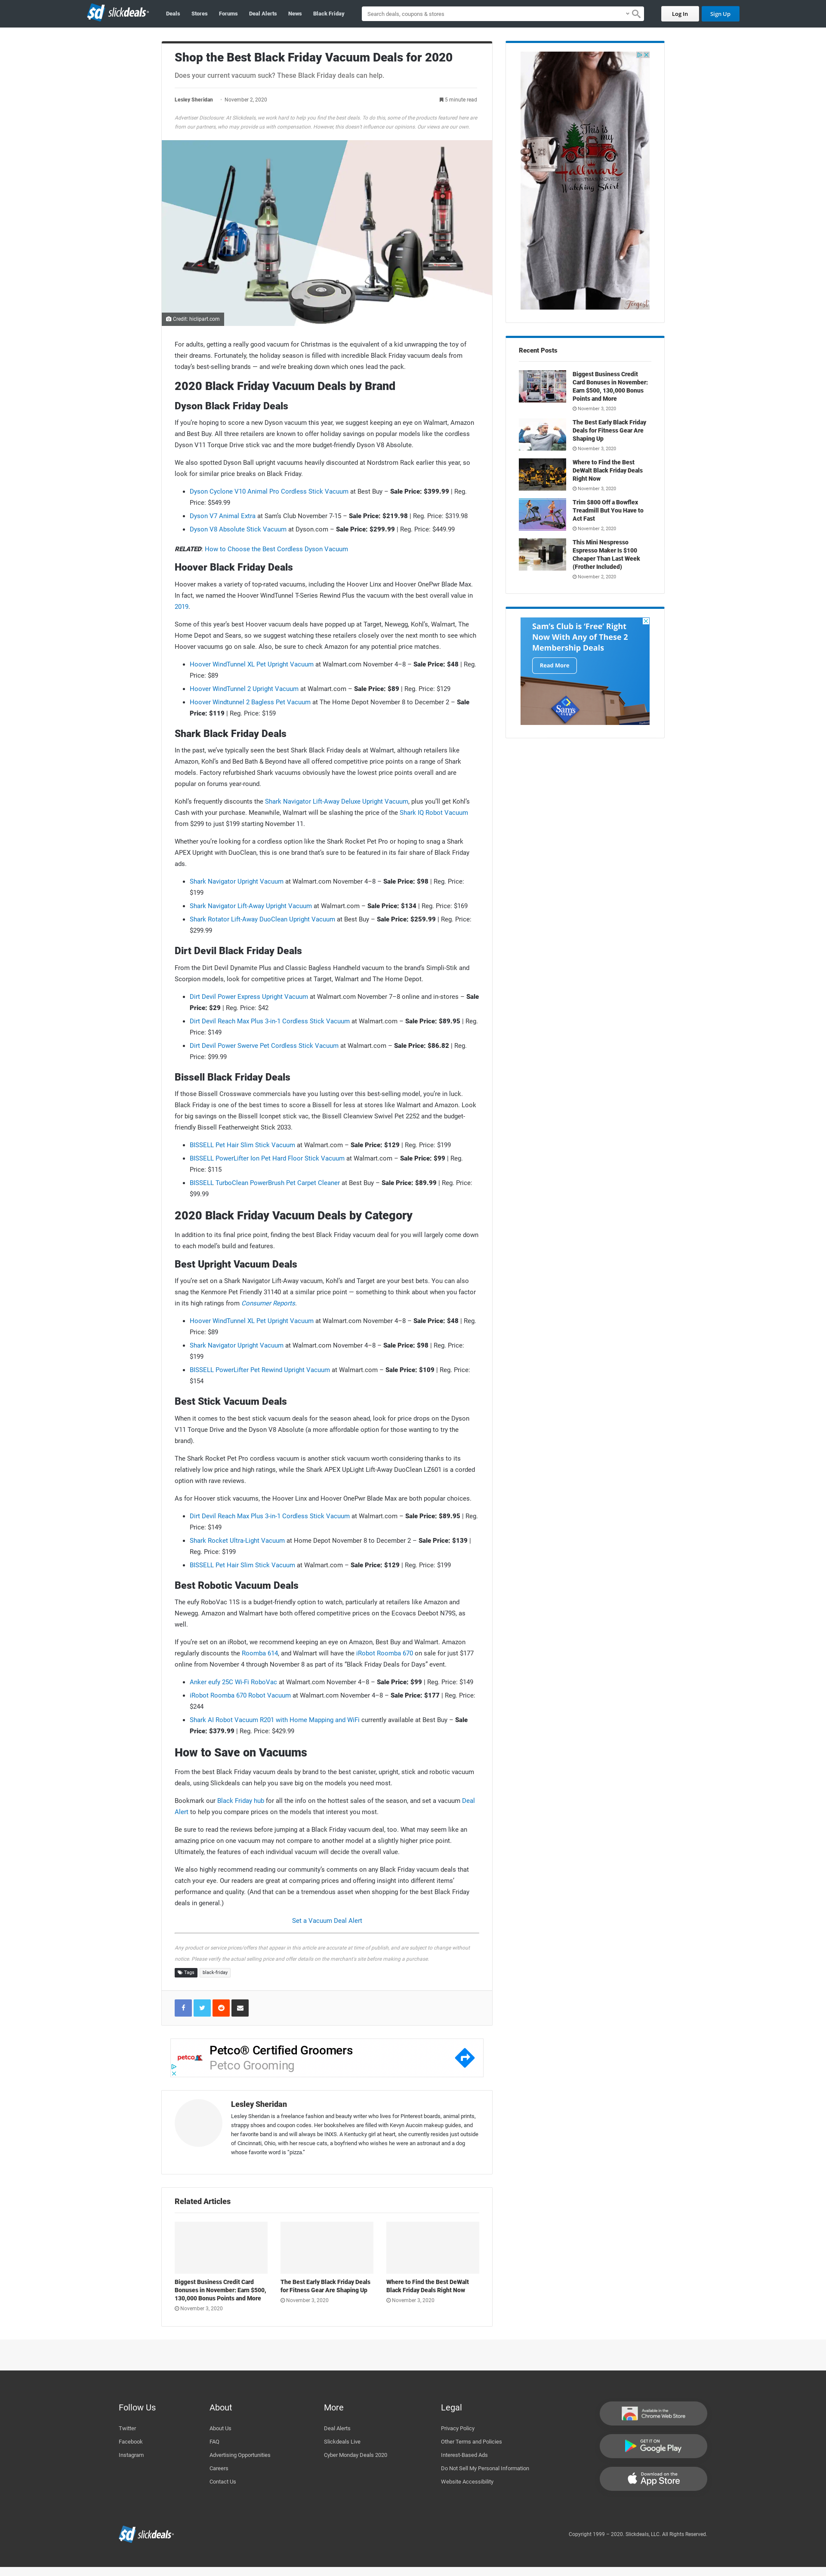 sd slickdeals
Deals Stores Forums Deal Alerts News Black Friday
Search deals, coupons & stores
Log In
Sign Up
Shop the Best Black Friday Vacuum Deals for 2020
Does your current vacuum suck? These Black Friday deals can help.
Lesley Sheridan - November 2, 2020
5 minute read
Advertiser Disclosure: At Slickdeals, we work hard to help you find the best deals. To do this, some of the products featured here are
from our partners, who may provide us with compensation. However, this doesn't influence our opinions. Our views are our own.
Credit: hiclipart.com
For adults, getting a really good vacuum for Christmas is the equivalent of a kid unwrapping the toy of
their dreams. Fortunately, the holiday season is filled with incredible Black Friday vacuum deals from
today's best-selling brands — and we're breaking down which ones lead the pack.
2020 Black Friday Vacuum Deals by Brand
Dyson Black Friday Deals
If you're hoping to score a new Dyson vacuum this year, we suggest keeping an eye on Walmart, Amazon
and Best Buy. All three retailers are known to offer holiday savings on popular models like the cordless
Dyson V11 Torque Drive stick vac and the more budget-friendly Dyson V8 Absolute.
We also spotted Dyson Ball upright vacuums heavily discounted at Nordstrom Rack earlier this year, so
look for similar price breaks on Black Friday.
• Dyson Cyclone V10 Animal Pro Cordless Stick Vacuum at Best Buy – Sale Price: $399.99 | Reg.
Price: $549.99
• Dyson V7 Animal Extra at Sam's Club November 7-15 – Sale Price: $219.98 | Reg. Price: $319.98
• Dyson V8 Absolute Stick Vacuum at Dyson.com – Sale Price: $299.99 | Reg. Price: $449.99
RELATED: How to Choose the Best Cordless Dyson Vacuum
Hoover Black Friday Deals
Hoover makes a variety of top-rated vacuums, including the Hoover Linx and Hoover OnePwr Blade Max.
In fact, we named the Hoover WindTunnel T-Series Rewind Plus the vacuum with the best overall value in
2019.
Some of this year's best Hoover vacuum deals have popped up at Target, Newegg, Kohl's, Walmart, The
Home Depot and Sears, so we suggest watching these retailers closely over the next month to see which
Hoover vacuums go on sale. Also, be sure to check Amazon for any potential price matches.
• Hoover WindTunnel XL Pet Upright Vacuum at Walmart.com November 4–8 – Sale Price: $48 | Reg.
Price: $89
• Hoover WindTunnel 2 Upright Vacuum at Walmart.com – Sale Price: $89 | Reg. Price: $129
• Hoover Windtunnel 2 Bagless Pet Vacuum at The Home Depot November 8 to December 2 – Sale
Price: $119 | Reg. Price: $159
Shark Black Friday Deals
In the past, we've typically seen the best Shark Black Friday deals at Walmart, although retailers like
Amazon, Kohl's and Bed Bath & Beyond have all offered competitive price points on a range of Shark
models. Factory refurbished Shark vacuums obviously have the lowest price points overall and are
popular on forums year-round.
Kohl's frequently discounts the Shark Navigator Lift-Away Deluxe Upright Vacuum, plus you'll get Kohl's
Cash with your purchase. Meanwhile, Walmart will be slashing the price of the Shark IQ Robot Vacuum
from $299 to just $199 starting November 11.
Whether you're looking for a cordless option like the Shark Rocket Pet Pro or hoping to snag a Shark
APEX Upright with DuoClean, this is one brand that's sure to be featured in its fair share of Black Friday
ads.
• Shark Navigator Upright Vacuum at Walmart.com November 4–8 – Sale Price: $98 | Reg. Price:
$199
• Shark Navigator Lift-Away Upright Vacuum at Walmart.com – Sale Price: $134 | Reg. Price: $169
• Shark Rotator Lift-Away DuoClean Upright Vacuum at Best Buy – Sale Price: $259.99 | Reg. Price:
$299.99
Dirt Devil Black Friday Deals
From the Dirt Devil Dynamite Plus and Classic Bagless Handheld vacuum to the brand's Simpli-Stik and
Scorpion models, look for competitive prices at Target, Walmart and The Home Depot.
• Dirt Devil Power Express Upright Vacuum at Walmart.com November 7–8 online and in-stores – Sale
Price: $29 | Reg. Price: $42
• Dirt Devil Reach Max Plus 3-in-1 Cordless Stick Vacuum at Walmart.com – Sale Price: $89.95 | Reg.
Price: $149
• Dirt Devil Power Swerve Pet Cordless Stick Vacuum at Walmart.com – Sale Price: $86.82 | Reg.
Price: $99.99
Bissell Black Friday Deals
If those Bissell Crosswave commercials have you lusting over this best-selling model, you're in luck.
Black Friday is one of the best times to score a Bissell for less at stores like Walmart and Amazon. Look
for big savings on the Bissell Iconpet stick vac, the Bissell Cleanview Swivel Pet 2252 and the budget-
friendly Bissell Featherweight Stick 2033.
• BISSELL Pet Hair Slim Stick Vacuum at Walmart.com – Sale Price: $129 | Reg. Price: $199
• BISSELL PowerLifter Ion Pet Hard Floor Stick Vacuum at Walmart.com – Sale Price: $99 | Reg.
Price: $115
• BISSELL TurboClean PowerBrush Pet Carpet Cleaner at Best Buy – Sale Price: $89.99 | Reg. Price:
$99.99
2020 Black Friday Vacuum Deals by Category
In addition to its final price point, finding the best Black Friday vacuum deal for you will largely come down
to each model's build and features.
Best Upright Vacuum Deals
If you're set on a Shark Navigator Lift-Away vacuum, Kohl's and Target are your best bets. You can also
snag the Kenmore Pet Friendly 31140 at a similar price point — something to think about when you factor
in its high ratings from Consumer Reports.
• Hoover WindTunnel XL Pet Upright Vacuum at Walmart.com November 4–8 – Sale Price: $48 | Reg.
Price: $89
• Shark Navigator Upright Vacuum at Walmart.com November 4–8 – Sale Price: $98 | Reg. Price:
$199
• BISSELL PowerLifter Pet Rewind Upright Vacuum at Walmart.com – Sale Price: $109 | Reg. Price:
$154
Best Stick Vacuum Deals
When it comes to the best stick vacuum deals for the season ahead, look for price drops on the Dyson
V11 Torque Drive and the Dyson V8 Absolute (a more affordable option for those wanting to try the
brand).
The Shark Rocket Pet Pro cordless vacuum is another stick vacuum worth considering thanks to its
relatively low price and high ratings, while the Shark APEX UpLight Lift-Away DuoClean LZ601 is a corded
option with rave reviews.
As for Hoover stick vacuums, the Hoover Linx and Hoover OnePwr Blade Max are both popular choices.
• Dirt Devil Reach Max Plus 3-in-1 Cordless Stick Vacuum at Walmart.com – Sale Price: $89.95 | Reg.
Price: $149
• Shark Rocket Ultra-Light Vacuum at Home Depot November 8 to December 2 – Sale Price: $139 |
Reg. Price: $199
• BISSELL Pet Hair Slim Stick Vacuum at Walmart.com – Sale Price: $129 | Reg. Price: $199
Best Robotic Vacuum Deals
The eufy RoboVac 11S is a budget-friendly option to watch, particularly at retailers like Amazon and
Newegg. Amazon and Walmart have both offered competitive prices on the Ecovacs Deebot N79S, as
well.
If you're set on an iRobot, we recommend keeping an eye on Amazon, Best Buy and Walmart. Amazon
regularly discounts the Roomba 614, and Walmart will have the iRobot Roomba 670 on sale for just $177
online from November 4 through November 8 as part of its "Black Friday Deals for Days" event.
• Anker eufy 25C Wi-Fi RoboVac at Walmart.com November 4–8 – Sale Price: $99 | Reg. Price: $149
• iRobot Roomba 670 Robot Vacuum at Walmart.com November 4–8 – Sale Price: $177 | Reg. Price:
$244
• Shark AI Robot Vacuum R201 with Home Mapping and WiFi currently available at Best Buy – Sale
Price: $379.99 | Reg. Price: $429.99
How to Save on Vacuums
From the best Black Friday vacuum deals by brand to the best canister, upright, stick and robotic vacuum
deals, using Slickdeals can help you save big on the models you need most.
Bookmark our Black Friday hub for all the info on the hottest sales of the season, and set a vacuum Deal
Alert to help you compare prices on the models that interest you most.
Be sure to read the reviews before jumping at a Black Friday vacuum deal, too. What may seem like an
amazing price on one vacuum may not compare to another model at a slightly higher price point.
Ultimately, the features of each individual vacuum will decide the overall value.
We also highly recommend reading our community's comments on any Black Friday vacuum deals that
catch your eye. Our readers are great at comparing prices and offering insight into different items'
performance and quality. (And that can be a tremendous asset when shopping for the best Black Friday
deals in general.)
Set a Vacuum Deal Alert
Any product or service prices/offers that appear in this article are accurate at time of publish, and are subject to change without
notice. Please verify the actual selling price and offer details on the merchant's site before making a purchase.
Tags black-friday
petco
Petco® Certified Groomers
Petco Grooming
Lesley Sheridan
Lesley Sheridan is a freelance fashion and beauty writer who lives for Pinterest boards, animal prints,
strappy shoes and coupon codes. Her bookshelves are filled with Kevyn Aucoin makeup guides, and
her favorite band is and will always be INXS. A Kentucky girl at heart, she currently resides just outside
of Cincinnati, Ohio, with her rescue cats, a boyfriend who wishes he were an astronaut and a dog
whose favorite word is "pizza."
Related Articles
Biggest Business Credit Card
Bonuses in November: Earn $500,
130,000 Bonus Points and More
November 3, 2020
The Best Early Black Friday Deals
for Fitness Gear Are Shaping Up
November 3, 2020
Where to Find the Best DeWalt
Black Friday Deals Right Now
November 3, 2020
This is my
HALLMARK
CHRISTMAS MOVIES
Watching Shirt
Recent Posts
Biggest Business Credit
Card Bonuses in November:
Earn $500, 130,000 Bonus
Points and More
November 3, 2020
The Best Early Black Friday
Deals for Fitness Gear Are
Shaping Up
November 3, 2020
Where to Find the Best
DeWalt Black Friday Deals
Right Now
November 3, 2020
Trim $800 Off a Bowflex
Treadmill But You Have to
Act Fast
November 2, 2020
This Mini Nespresso
Espresso Maker Is $100
Cheaper Than Last Week
(Frother Included)
November 2, 2020
Sam's Club is 'Free' Right
Now With Any of These 2
Membership Deals
Read More
Sam's
Follow Us
Twitter
Facebook
Instagram
About
About Us
FAQ
Advertising Opportunities
Careers
Contact Us
More
Deal Alerts
Slickdeals Live
Cyber Monday Deals 2020
Legal
Privacy Policy
Other Terms and Policies
Interest-Based Ads
Do Not Sell My Personal Information
Website Accessibility
Available in the
Chrome Web Store
GET IT ON
Google Play
Download on the
App Store
sd slickdeals
Copyright 1999 – 2020. Slickdeals, LLC. All Rights Reserved.